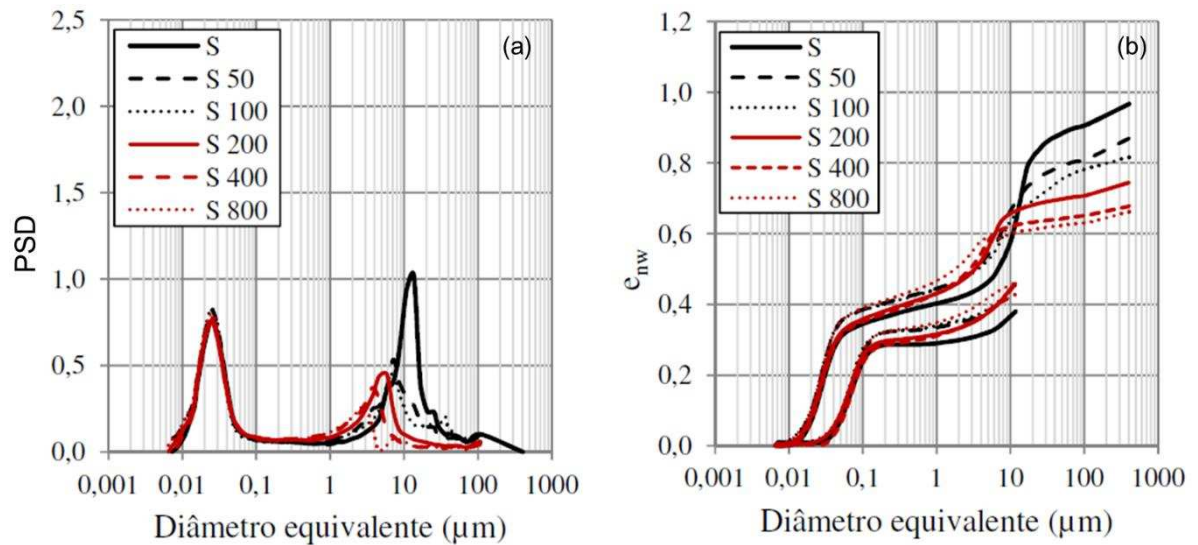 (a)
PSD
2,5
2,0
1,5
1,0
0,5
0,0
S
S 50
S 100
S 200
S 400
S 800
0,001 0,01 0,1 1 10 100 1000
Diâmetro equivalente (µm)
(b)
e_nw
1,2
1,0
0,8
0,6
0,4
0,2
0,0
S
S 50
S 100
S 200
S 400
S 800
0,001 0,01 0,1 1 10 100 1000
Diâmetro equivalente (µm)